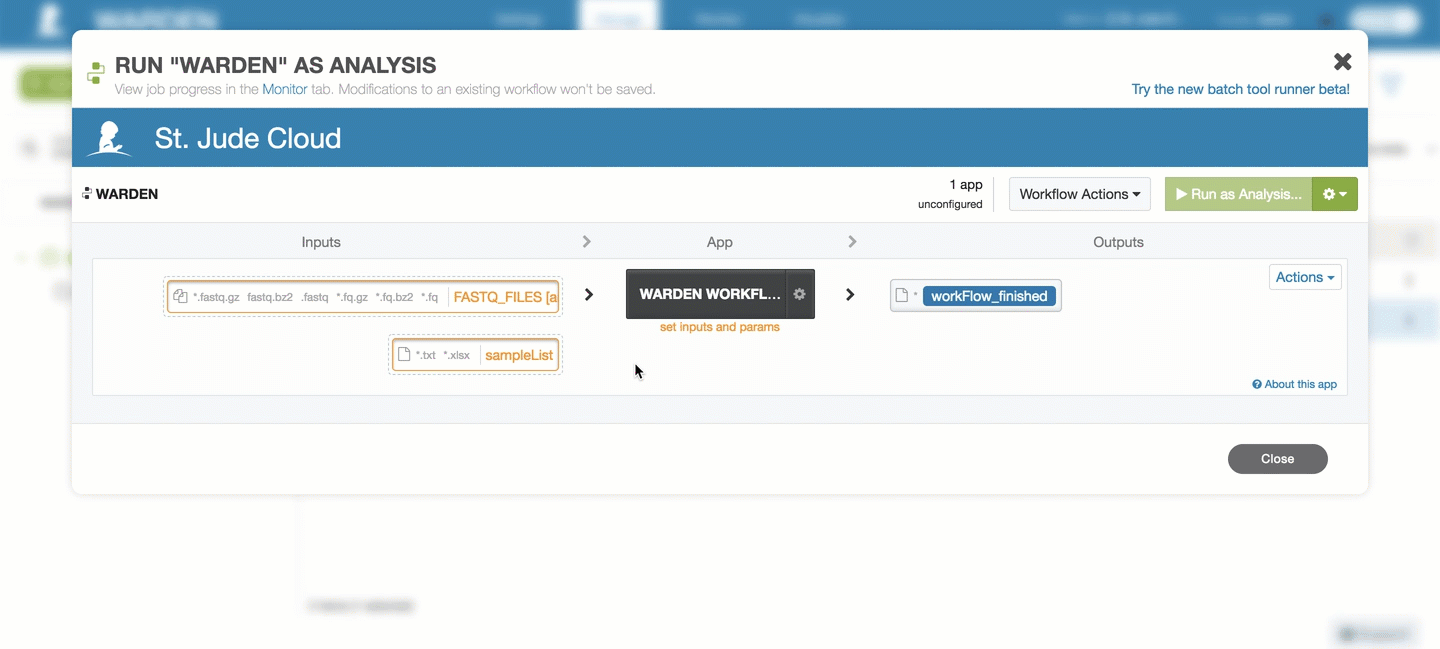 WARDEN
RUN "WARDEN" AS ANALYSIS
View job progress in the Monitor tab. Modifications to an existing workflow won't be saved.
Try the new batch tool runner beta!
St. Jude Cloud
WARDEN
1 app
unconfigured
Workflow Actions
Run as Analysis...
Inputs
App
Outputs
*.fastq.gz fastq.bz2 .fastq *.fq.gz *.fq.bz2 *.fq FASTQ_FILES [a
WARDEN WORKFL...
* workFlow_finished
Actions
set inputs and params
*.txt *.xlsx sampleList
About this app
Close